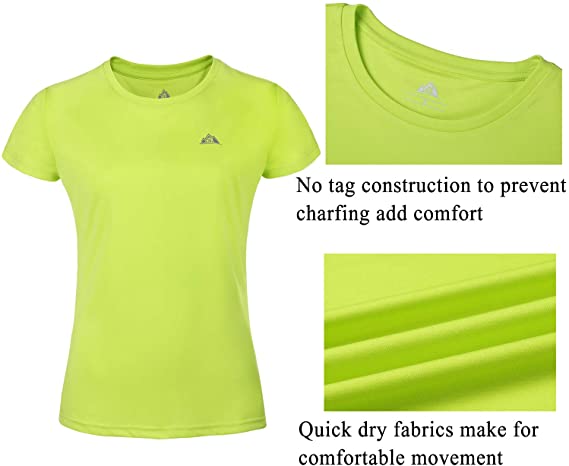 No tag construction to prevent
charfing add comfort
Quick dry fabrics make for
comfortable movement